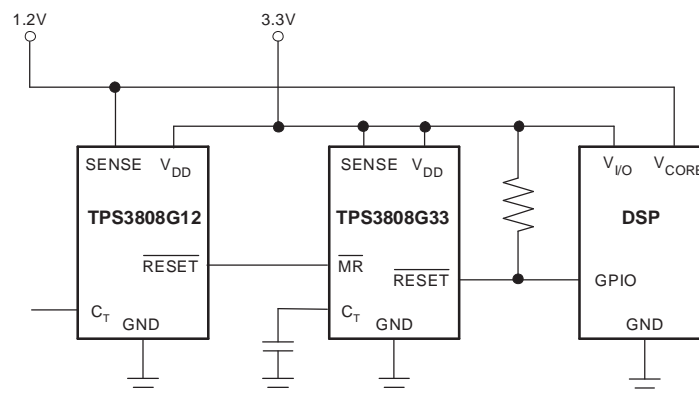 1.2V 3.3V
SENSE VDD SENSE VDD VI/O VCORE
TPS3808G12 TPS3808G33 DSP
RESET MR RESET GPIO
CT GND CT GND GND